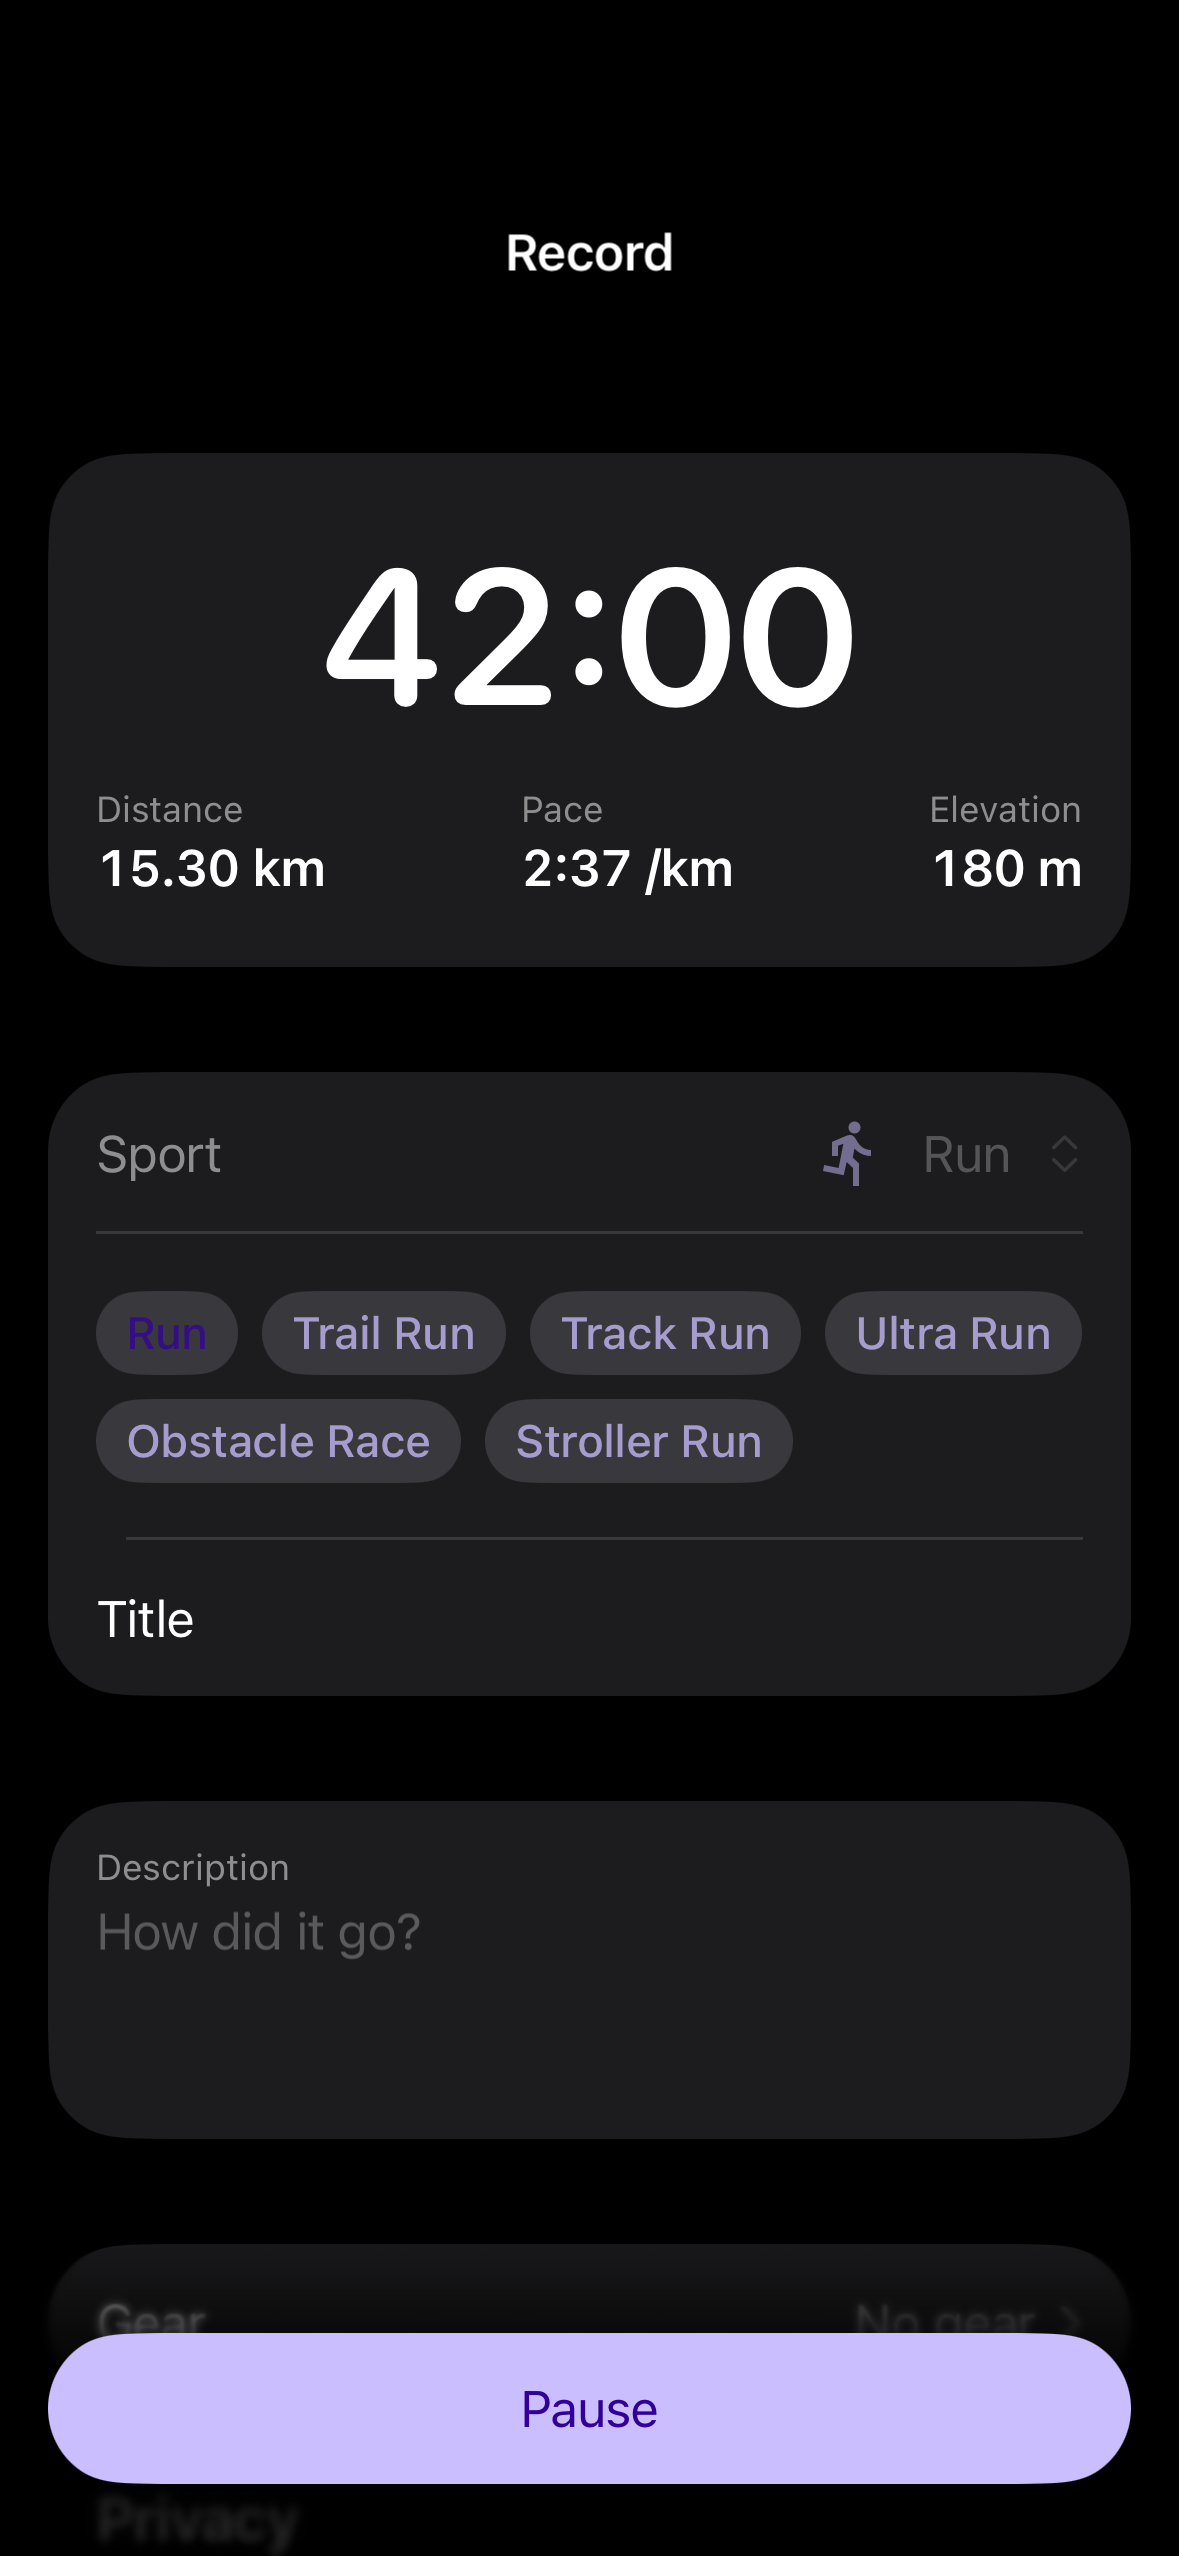 Record
42:00
Distance Pace Elevation
15.30 km 2:37 /km 180 m
Sport Run
Run Trail Run Track Run Ultra Run
Obstacle Race Stroller Run
Title
Description
How did it go?
Gear No gear
Pause
Privacy